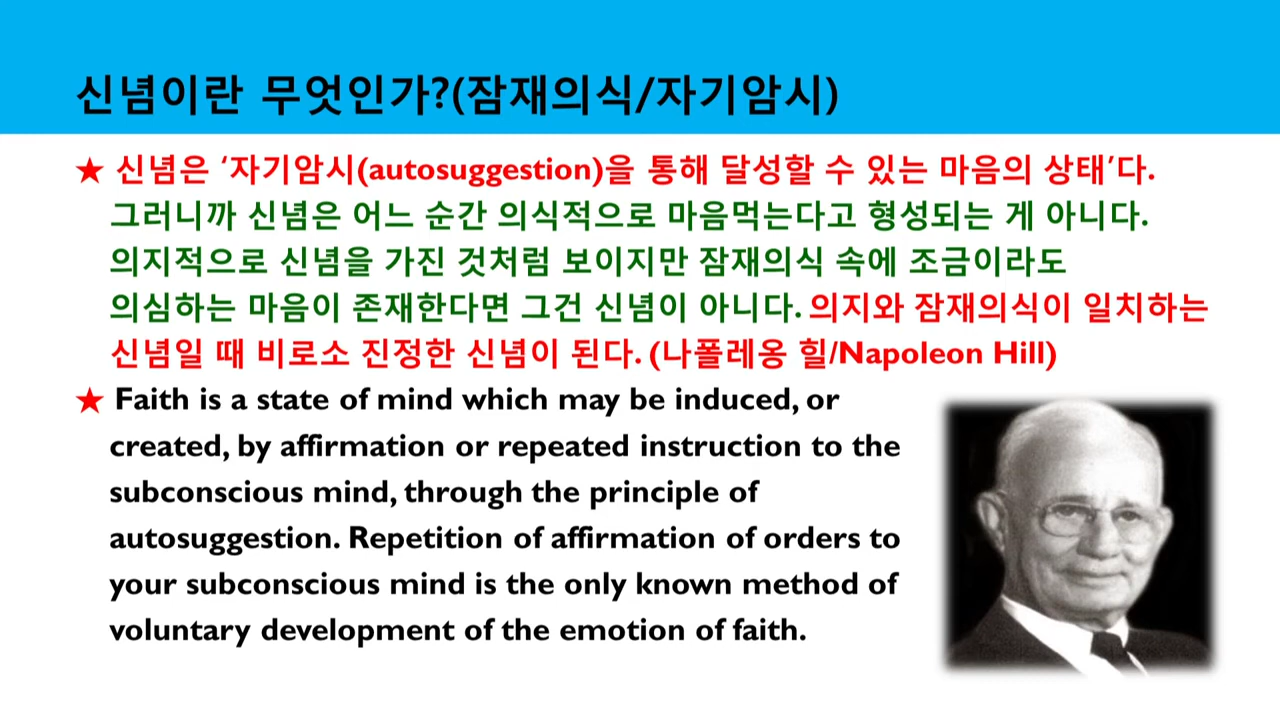 신념이란 무엇인가?(잠재의식/자기암시)
★ 신념은 ‘자기암시(autosuggestion)을 통해 달성할 수 있는 마음의 상태’다.
그러니까 신념은 어느 순간 의식적으로 마음먹는다고 형성되는 게 아니다.
의지적으로 신념을 가진 것처럼 보이지만 잠재의식 속에 조금이라도
의심하는 마음이 존재한다면 그건 신념이 아니다. 의지와 잠재의식이 일치하는
신념일 때 비로소 진정한 신념이 된다. (나폴레옹 힐/Napoleon Hill)
★ Faith is a state of mind which may be induced, or
created, by affirmation or repeated instruction to the
subconscious mind, through the principle of
autosuggestion. Repetition of affirmation of orders to
your subconscious mind is the only known method of
voluntary development of the emotion of faith.